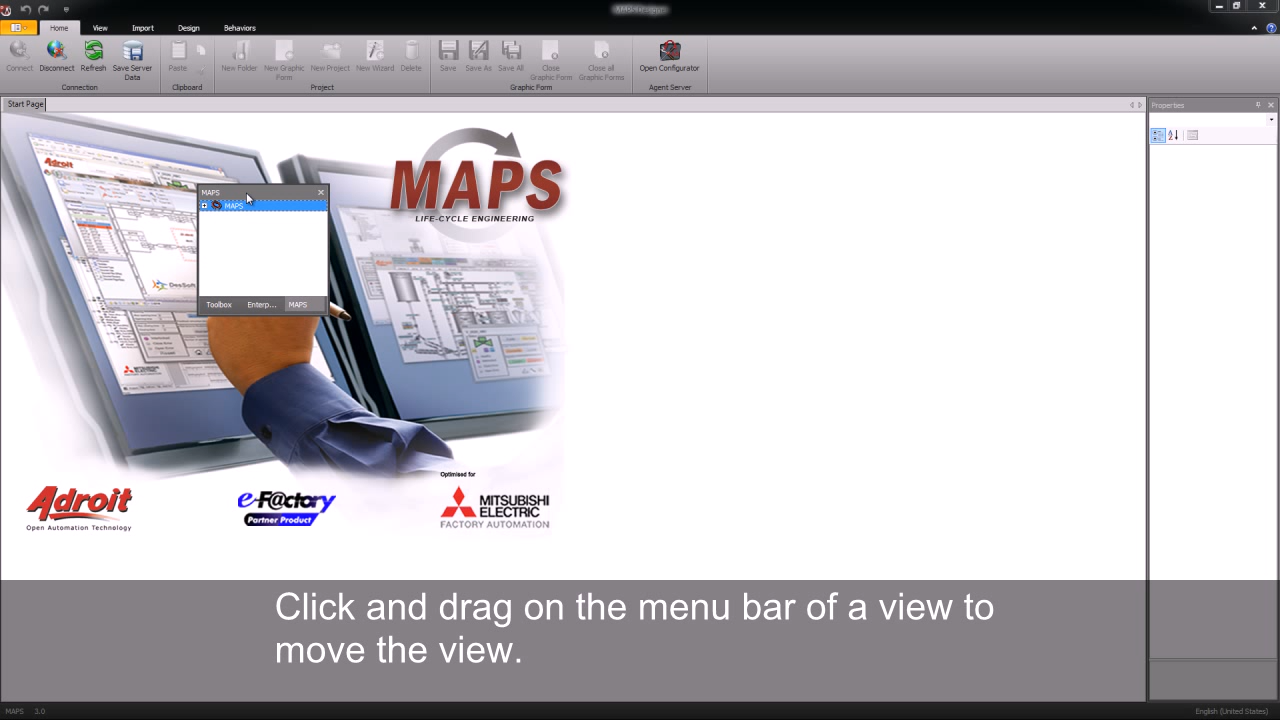 MAPS Designer
Home View Import Design Behaviors
Connect Disconnect Refresh Save Server Data
Paste
New Folder New Graphic Form New Project New Wizard Delete
Save Save As Save All Close Graphic Form Close all Graphic Forms
Open Configurator
Connection Clipboard Project Graphic Form Agent Server
Start Page
Properties
MAPS
LIFE-CYCLE ENGINEERING
MAPS
MAPS
Toolbox Enterp... MAPS
Adroit
Optimised for
Adroit
Open Automation Technology
e-F@ctory
Partner Product
MITSUBISHI
ELECTRIC
FACTORY AUTOMATION
Click and drag on the menu bar of a view to
move the view.
MAPS 3.0
English (United States)